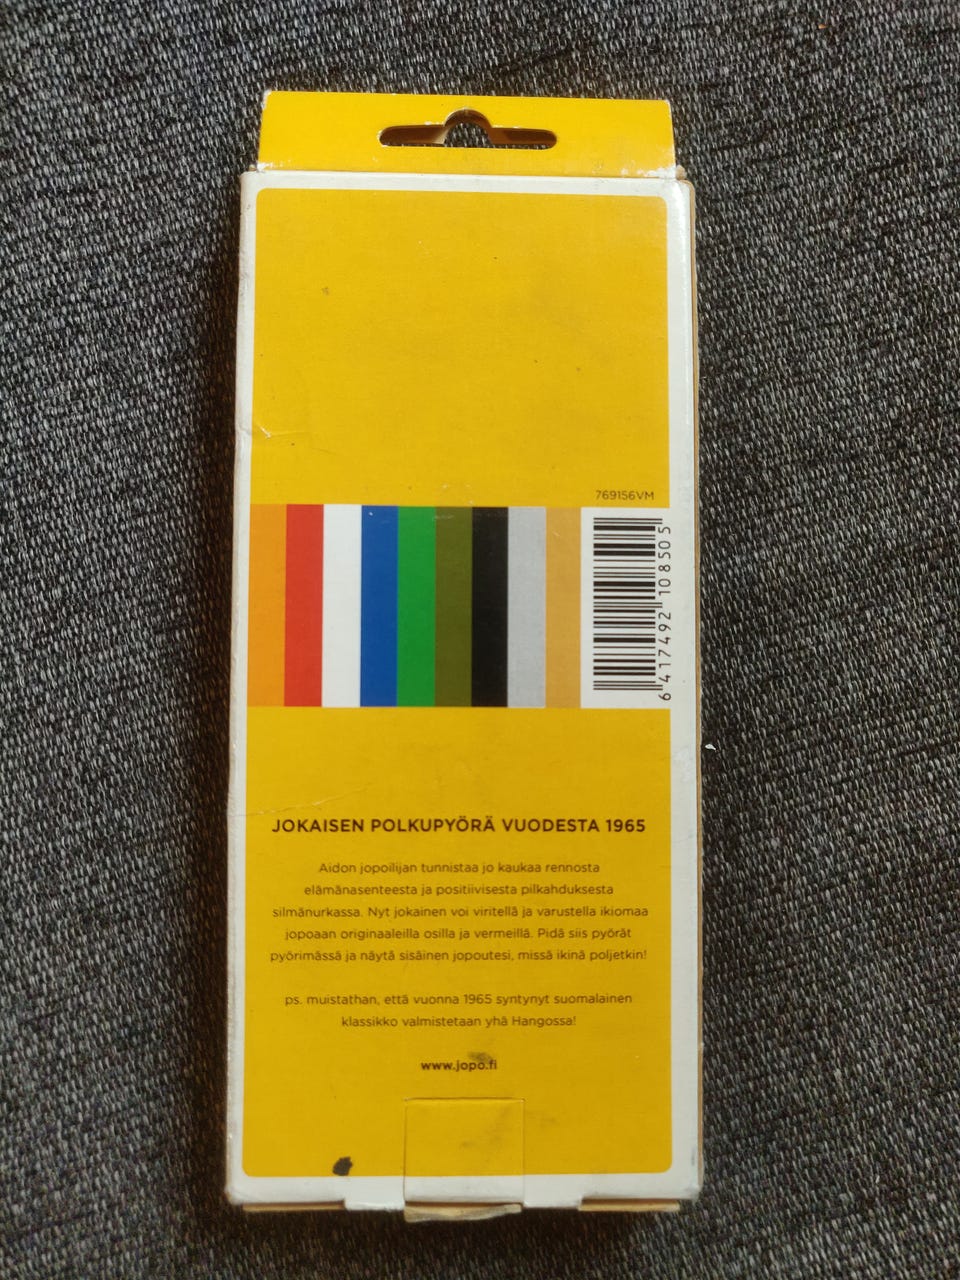 769156VM
6 417492 108505
JOKAISEN POLKUPYÖRÄ VUODESTA 1965
Aidon jopoilijan tunnistaa jo kaukaa rennosta
elämänasenteesta ja positiivisesta pilkahduksesta
silmänurkassa. Nyt jokainen voi viritellä ja varustella ikiomaa
jopoaan originaaleilla osilla ja vermeillä. Pidä siis pyörät
pyörimässä ja näytä sisäinen jopoutesi, missä ikinä poljetkin!
ps. muistathan, että vuonna 1965 syntynyt suomalainen
klassikko valmistetaan yhä Hangossa!
www.jopo.fi